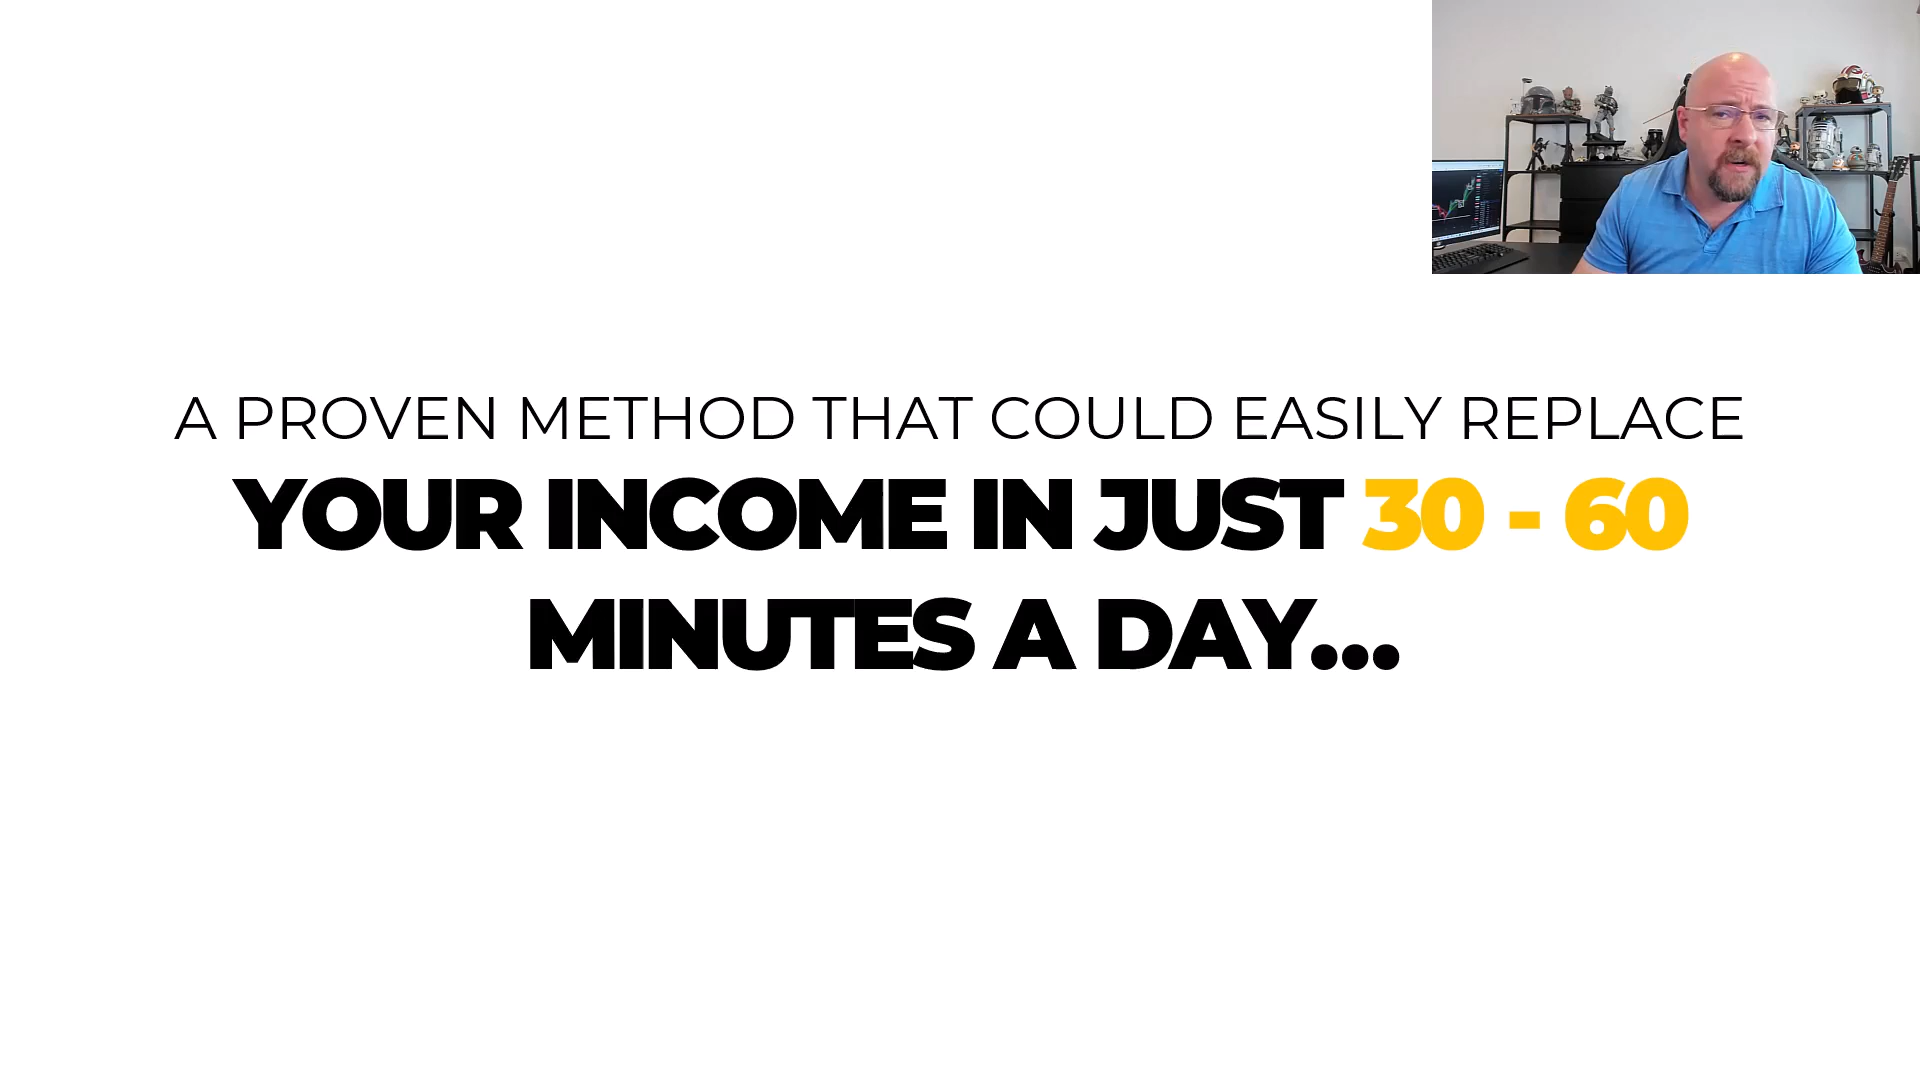 A PROVEN METHOD THAT COULD EASILY REPLACE
YOUR INCOME IN JUST 30 - 60
MINUTES A DAY...